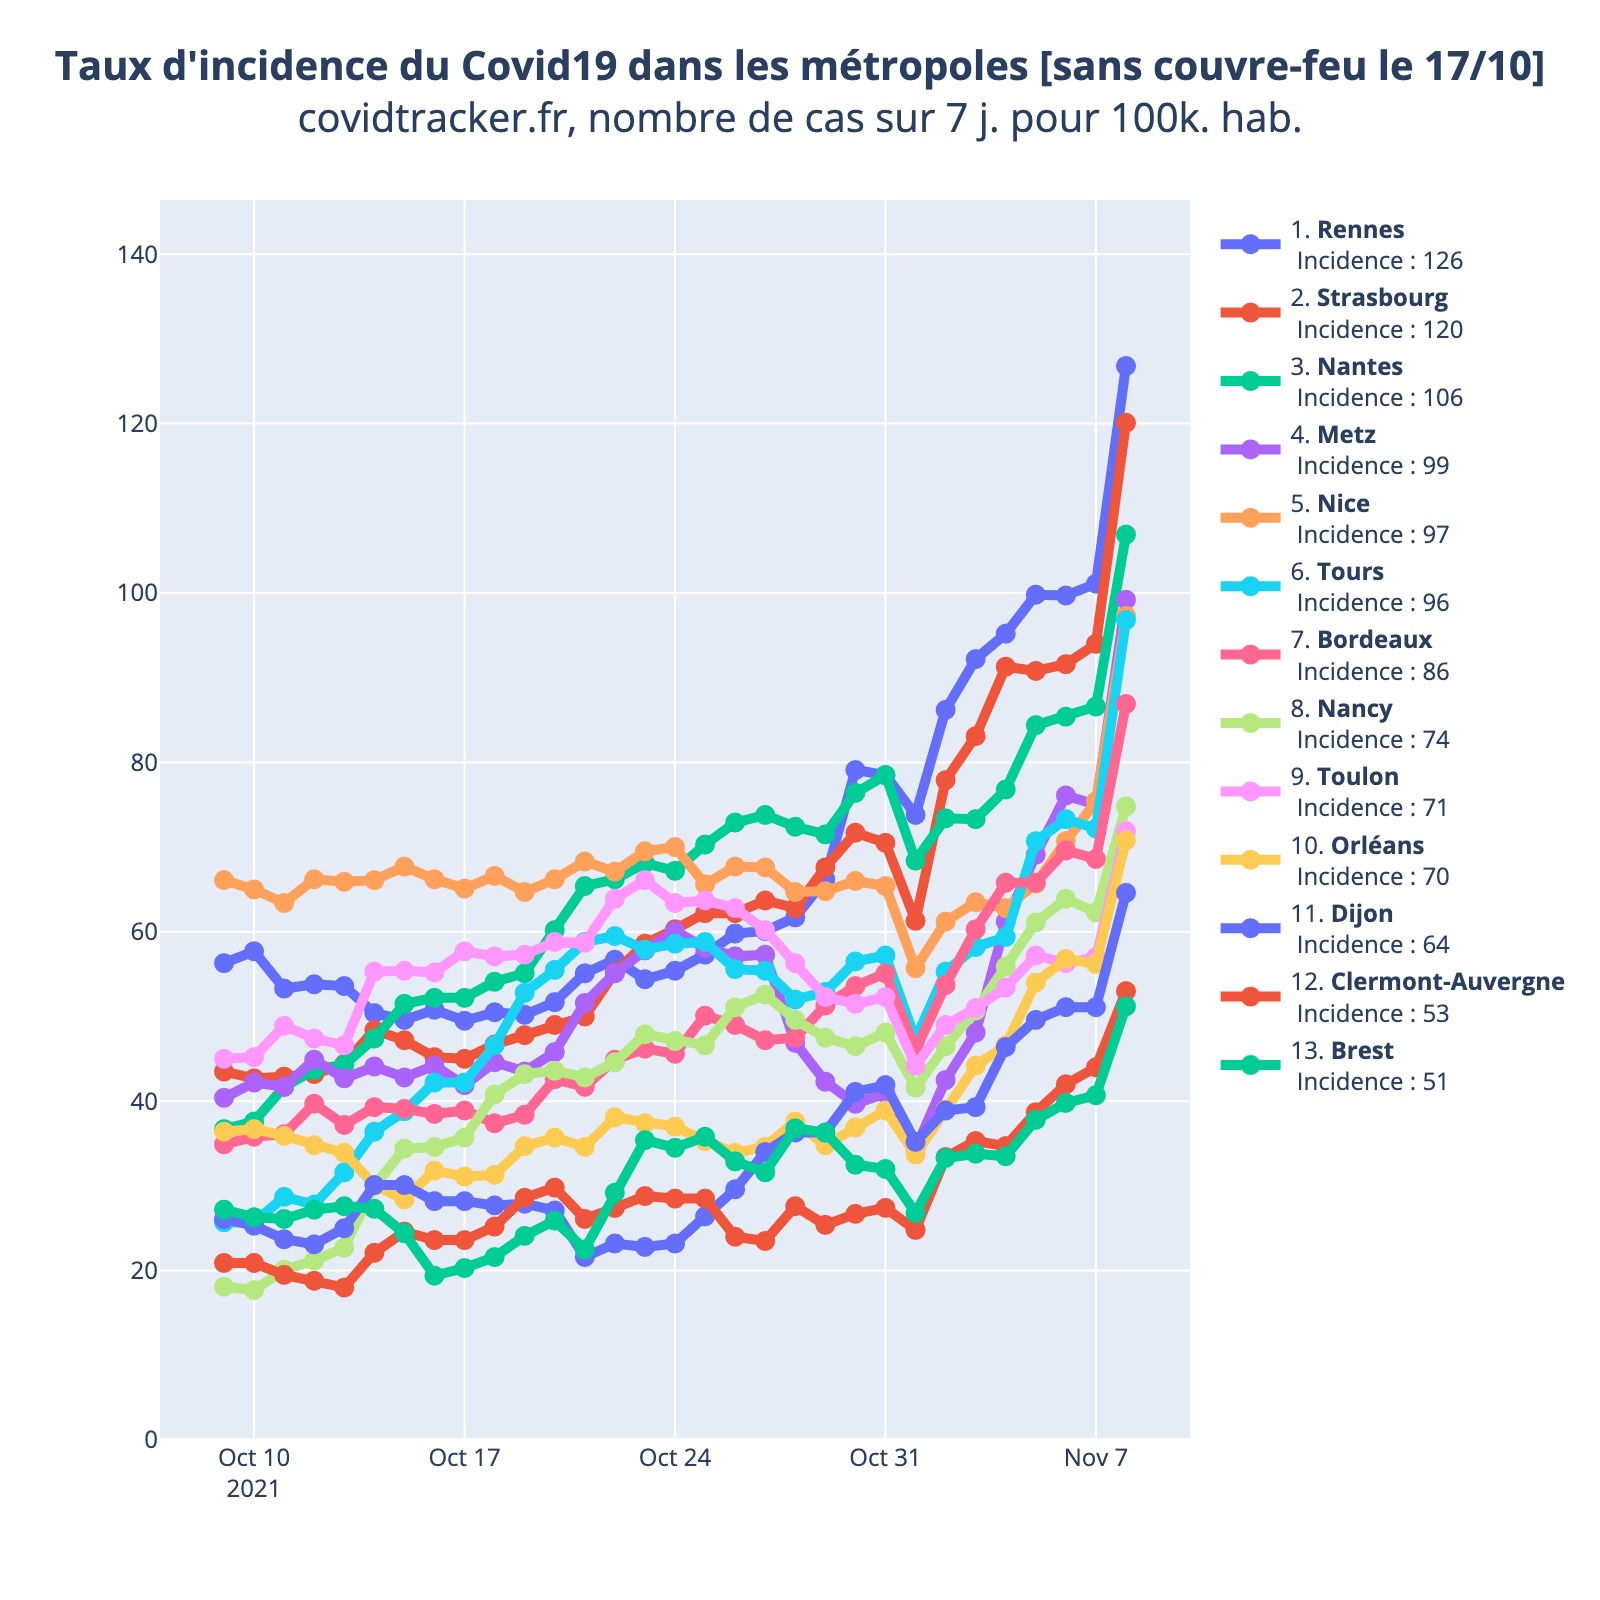 Taux d'incidence du Covid19 dans les métropoles [sans couvre-feu le 17/10]
covidtracker.fr, nombre de cas sur 7 j. pour 100k. hab.
140
120
100
80
60
40
20
0
Oct 10
2021
Oct 17
Oct 24
Oct 31
Nov 7
1. Rennes
Incidence : 126
2. Strasbourg
Incidence : 120
3. Nantes
Incidence : 106
4. Metz
Incidence : 99
5. Nice
Incidence : 97
6. Tours
Incidence : 96
7. Bordeaux
Incidence : 86
8. Nancy
Incidence : 74
9. Toulon
Incidence : 71
10. Orléans
Incidence : 70
11. Dijon
Incidence : 64
12. Clermont-Auvergne
Incidence : 53
13. Brest
Incidence : 51